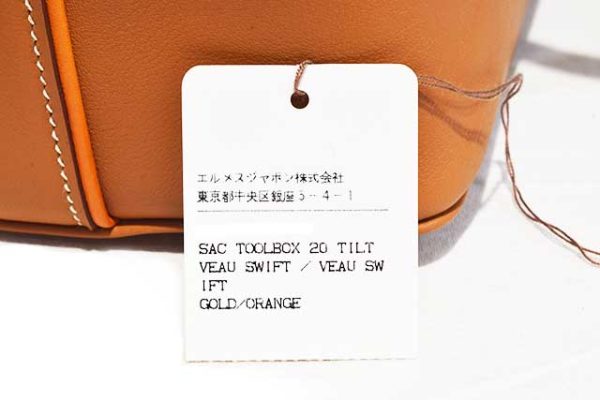 エルメスジャポン株式会社
東京都中央区銀座5-4-1
SAC TOOLBOX 20 TILT
VEAU SWIFT / VEAU SW
IFT
GOLD/ORANGE